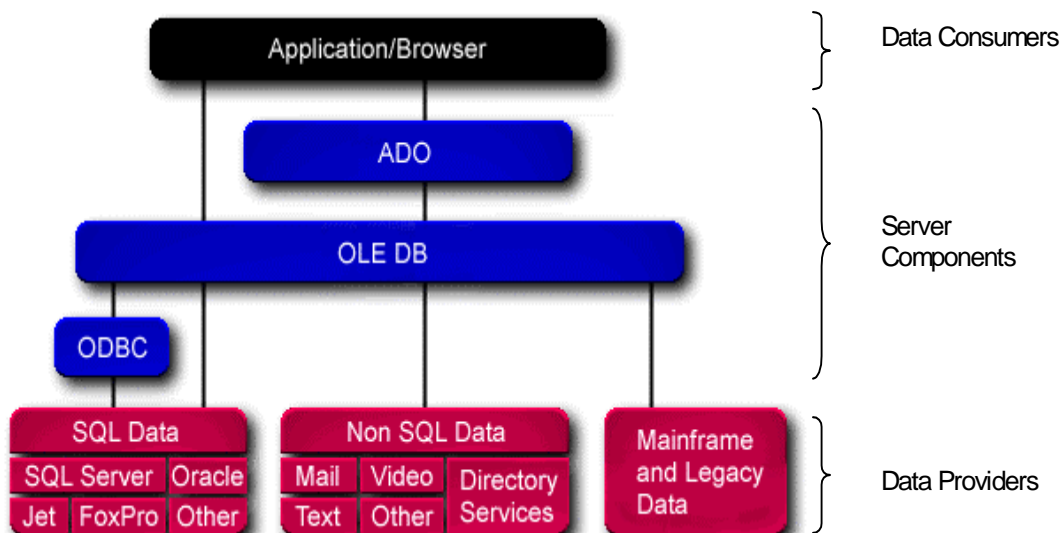 Application/Browser
Data Consumers
ADO
OLE DB
Server
Components
ODBC
SQL Data
SQL Server
Oracle
Jet
FoxPro
Other
Non SQL Data
Mail
Video
Directory
Services
Text
Other
Mainframe
and Legacy
Data
Data Providers